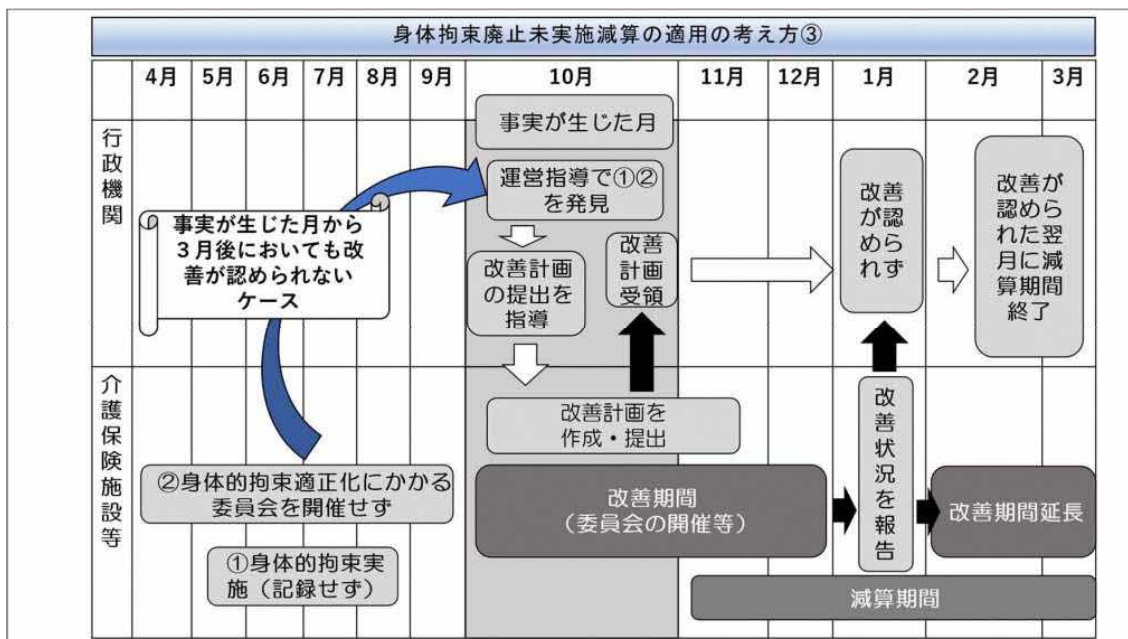 身体拘束廃止未実施減算の適用の考え方③
4月 5月 6月 7月 8月 9月 10月 11月 12月 1月 2月 3月
行政機関
事実が生じた月
運営指導で①②
を発見
事実が生じた月から
3月後においても改
善が認められない
ケース
改善計画
の提出を
指導
改善
計画
受領
改善
が認
めら
れず
改善が
認めら
れた翌
月に減
算期間
終了
介護保険施設等
改善計画を
作成・提出
②身体的拘束適正化にかかる
委員会を開催せず
①身体的拘束実
施（記録せず）
改善期間
（委員会の開催等）
改善状況を報告
改善期間延長
減算期間